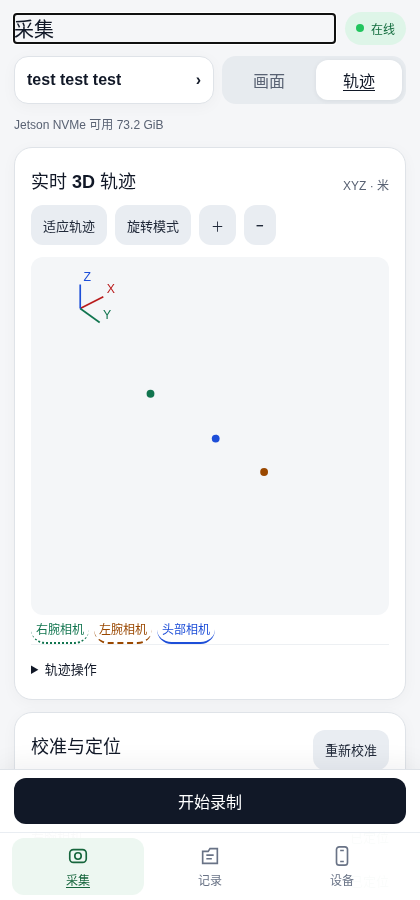 采集
在线
test test test ›
画面
轨迹
Jetson NVMe 可用 73.2 GiB
实时 3D 轨迹
XYZ · 米
适应轨迹
旋转模式
+
−
Z
X
Y
右腕相机
左腕相机
头部相机
轨迹操作
校准与定位
重新校准
开始录制
采集
记录
设备